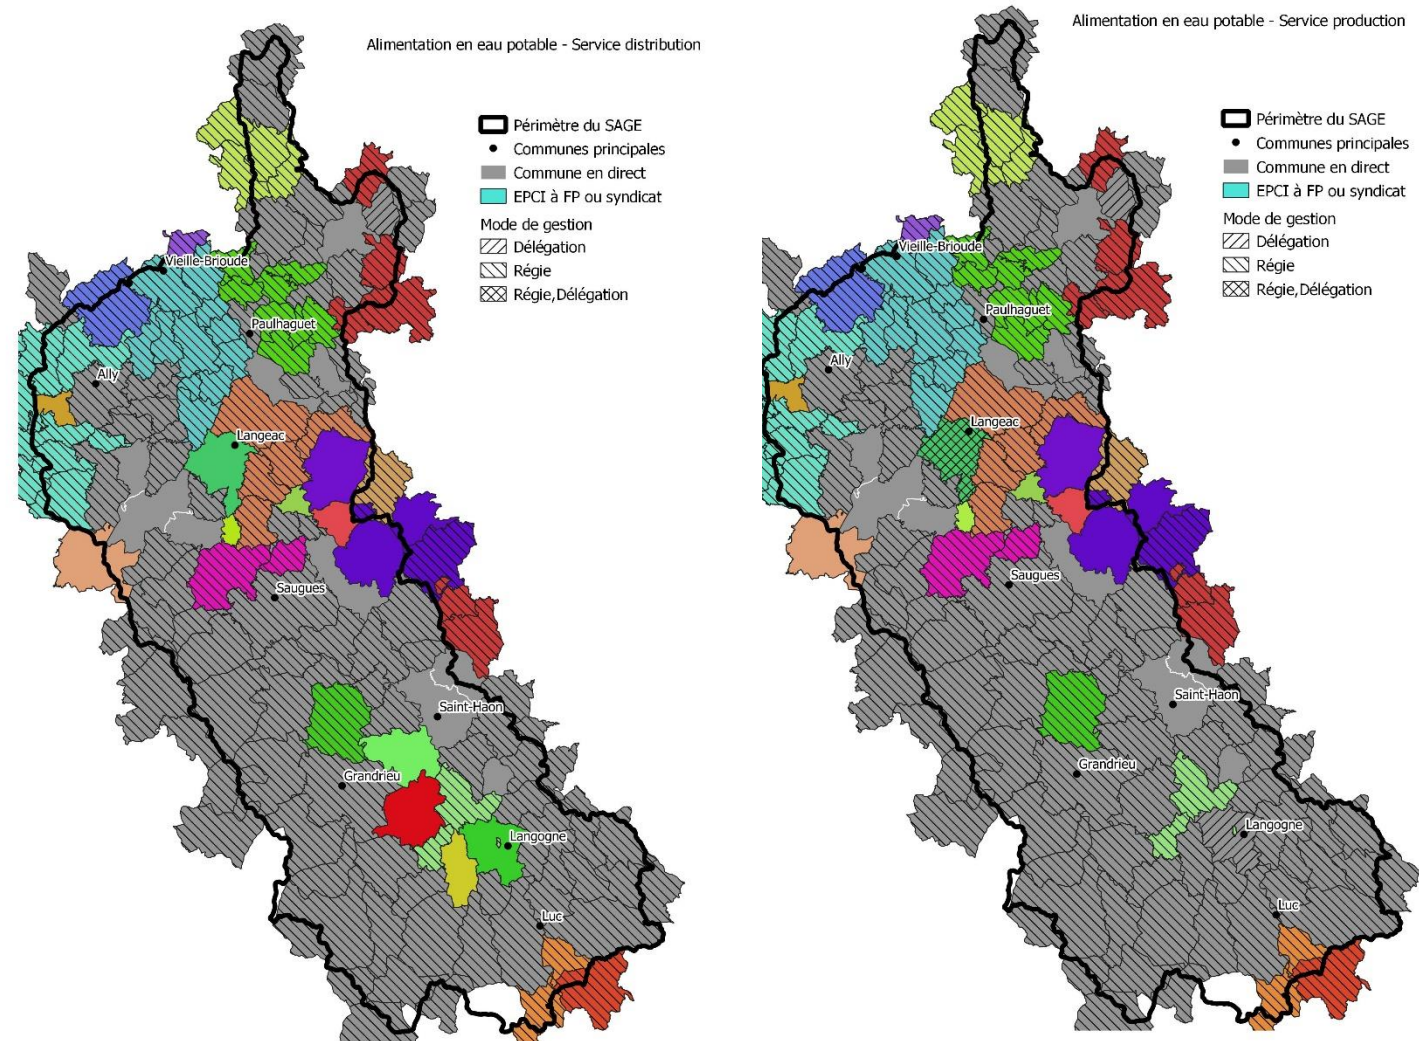 Alimentation en eau potable - Service distribution
Périmètre du SAGE
Communes principales
Commune en direct
EPCI à FP ou syndicat
Mode de gestion
Délégation
Régie
Régie,Délégation
Vieille-Brioude
Paulhaguet
Ally
Langeac
Saugues
Saint-Haon
Grandrieu
Langogne
Luc
Alimentation en eau potable - Service production
Périmètre du SAGE
Communes principales
Commune en direct
EPCI à FP ou syndicat
Mode de gestion
Délégation
Régie
Régie,Délégation
Vieille-Brioude
Paulhaguet
Ally
Langeac
Saugues
Saint-Haon
Grandrieu
Langogne
Luc